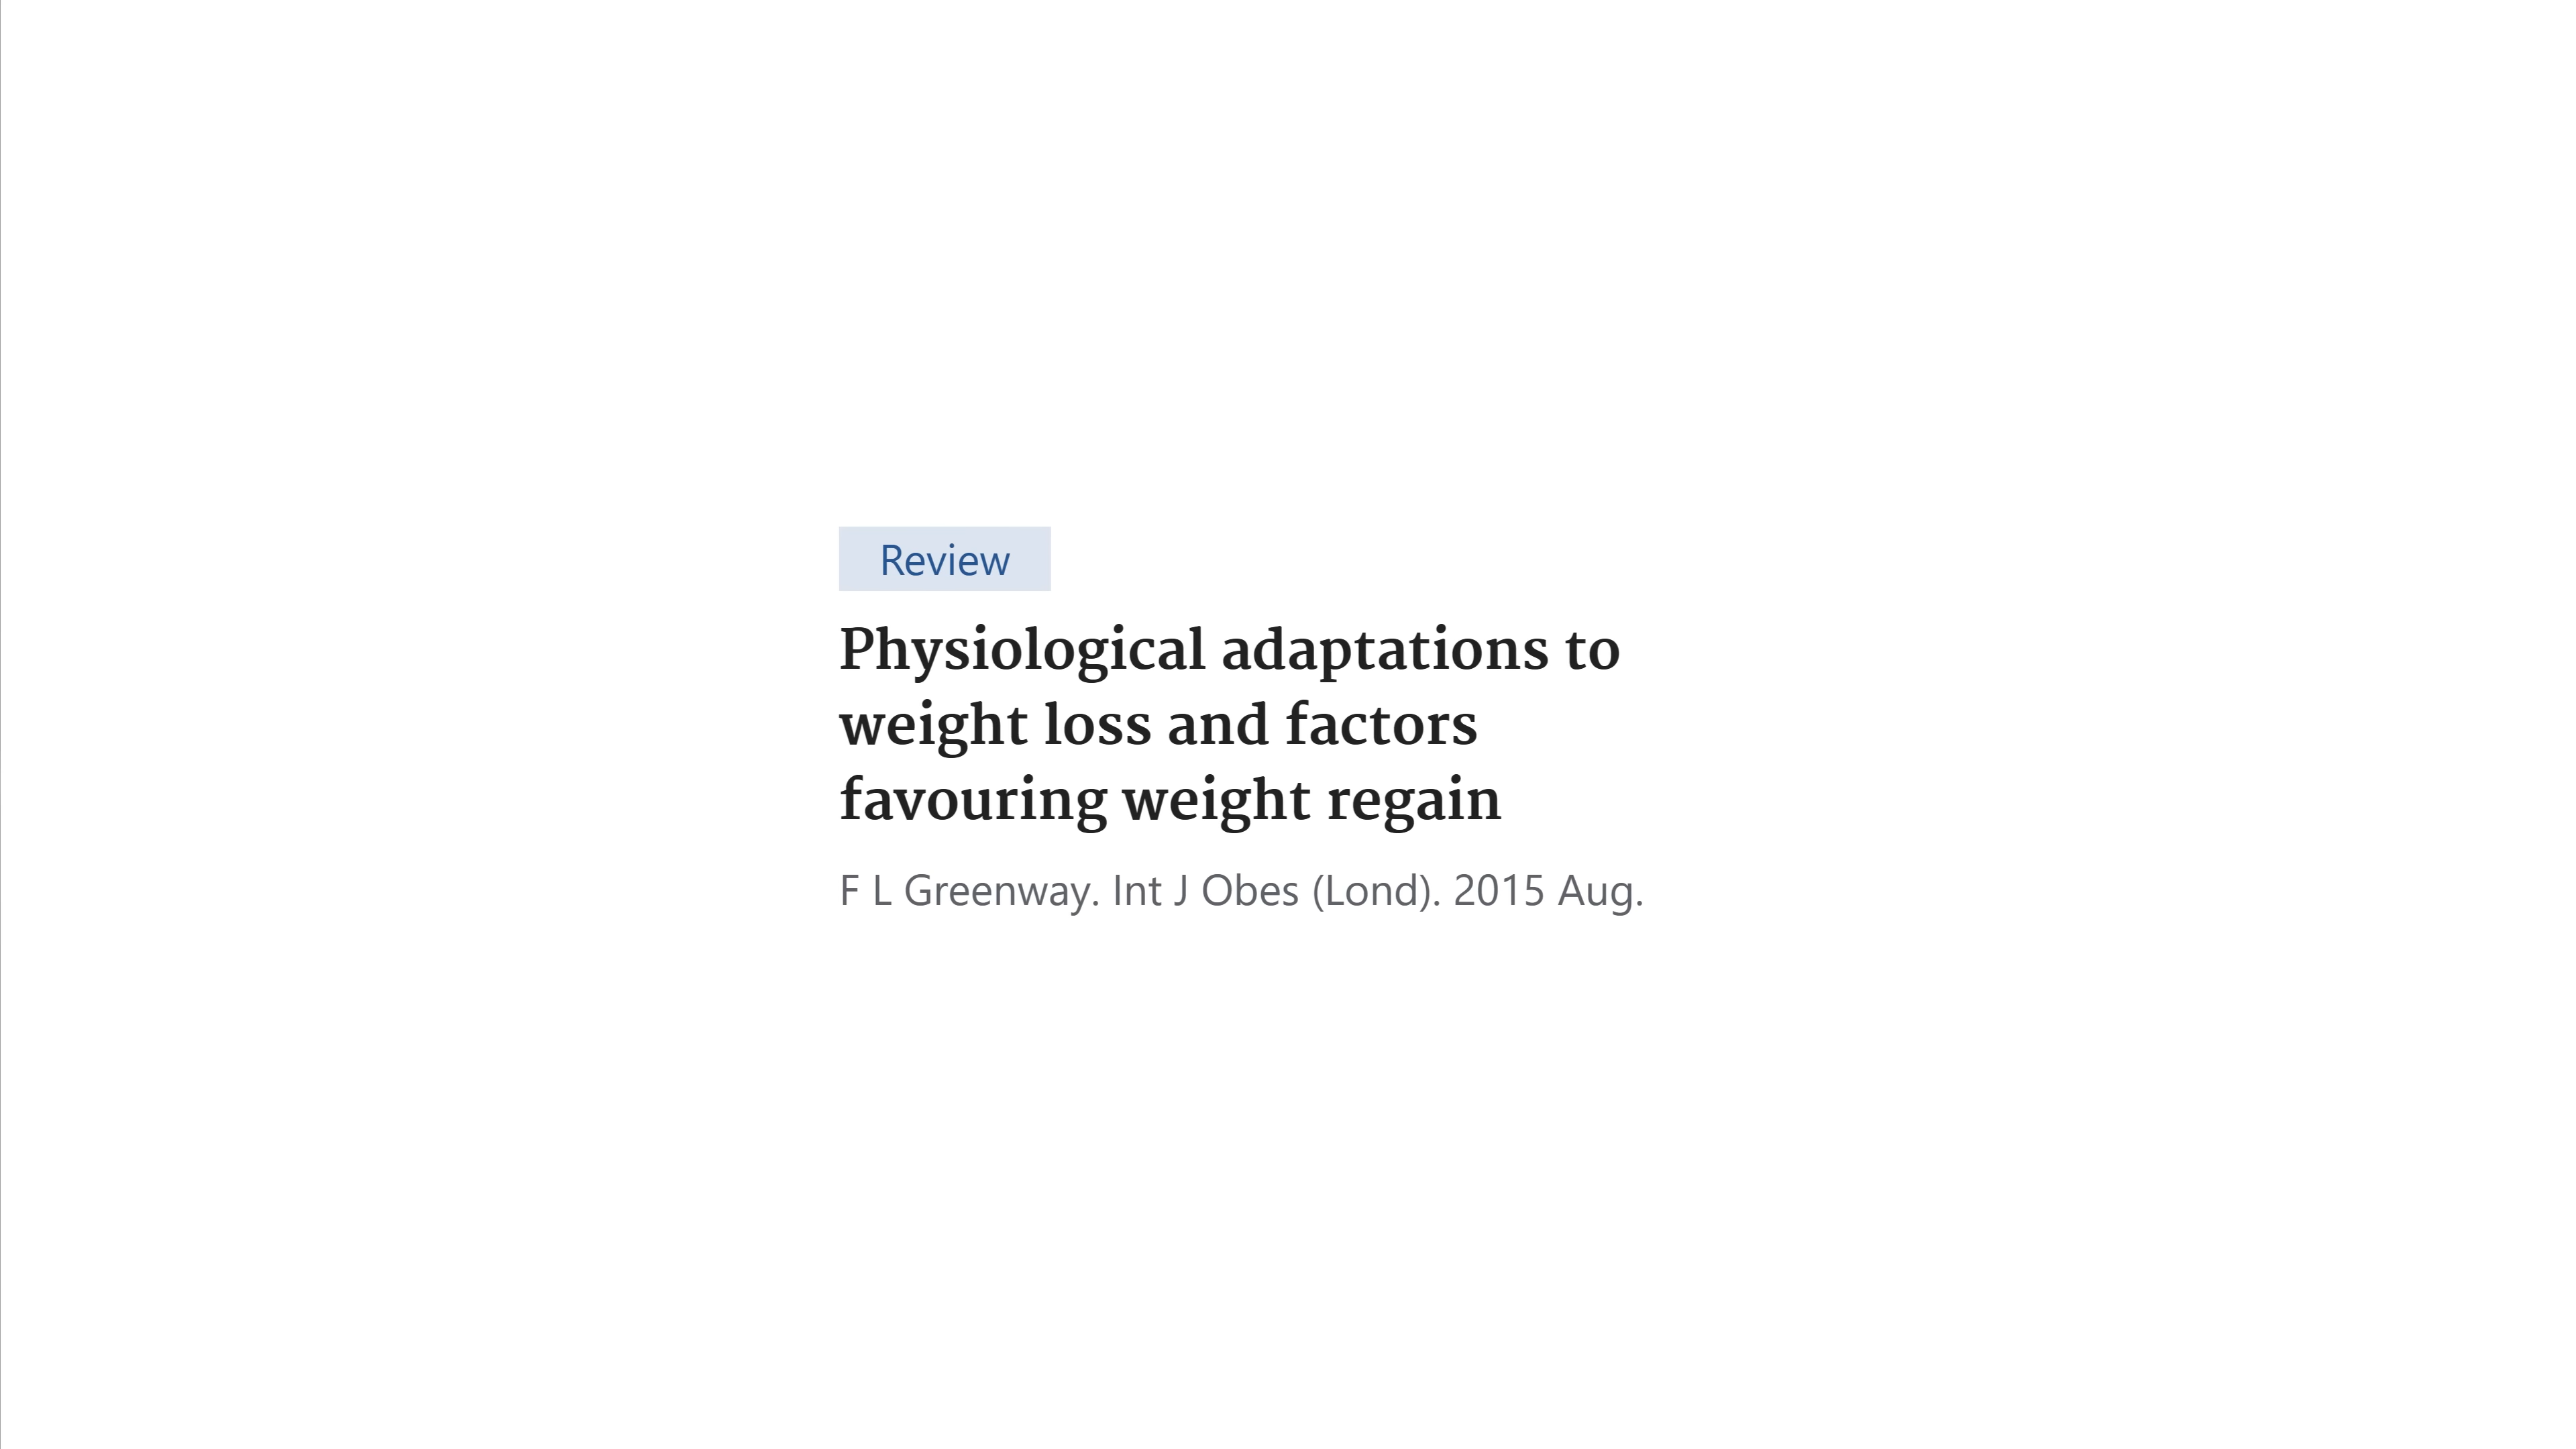 Review
Physiological adaptations to
weight loss and factors
favouring weight regain
F L Greenway. Int J Obes (Lond). 2015 Aug.